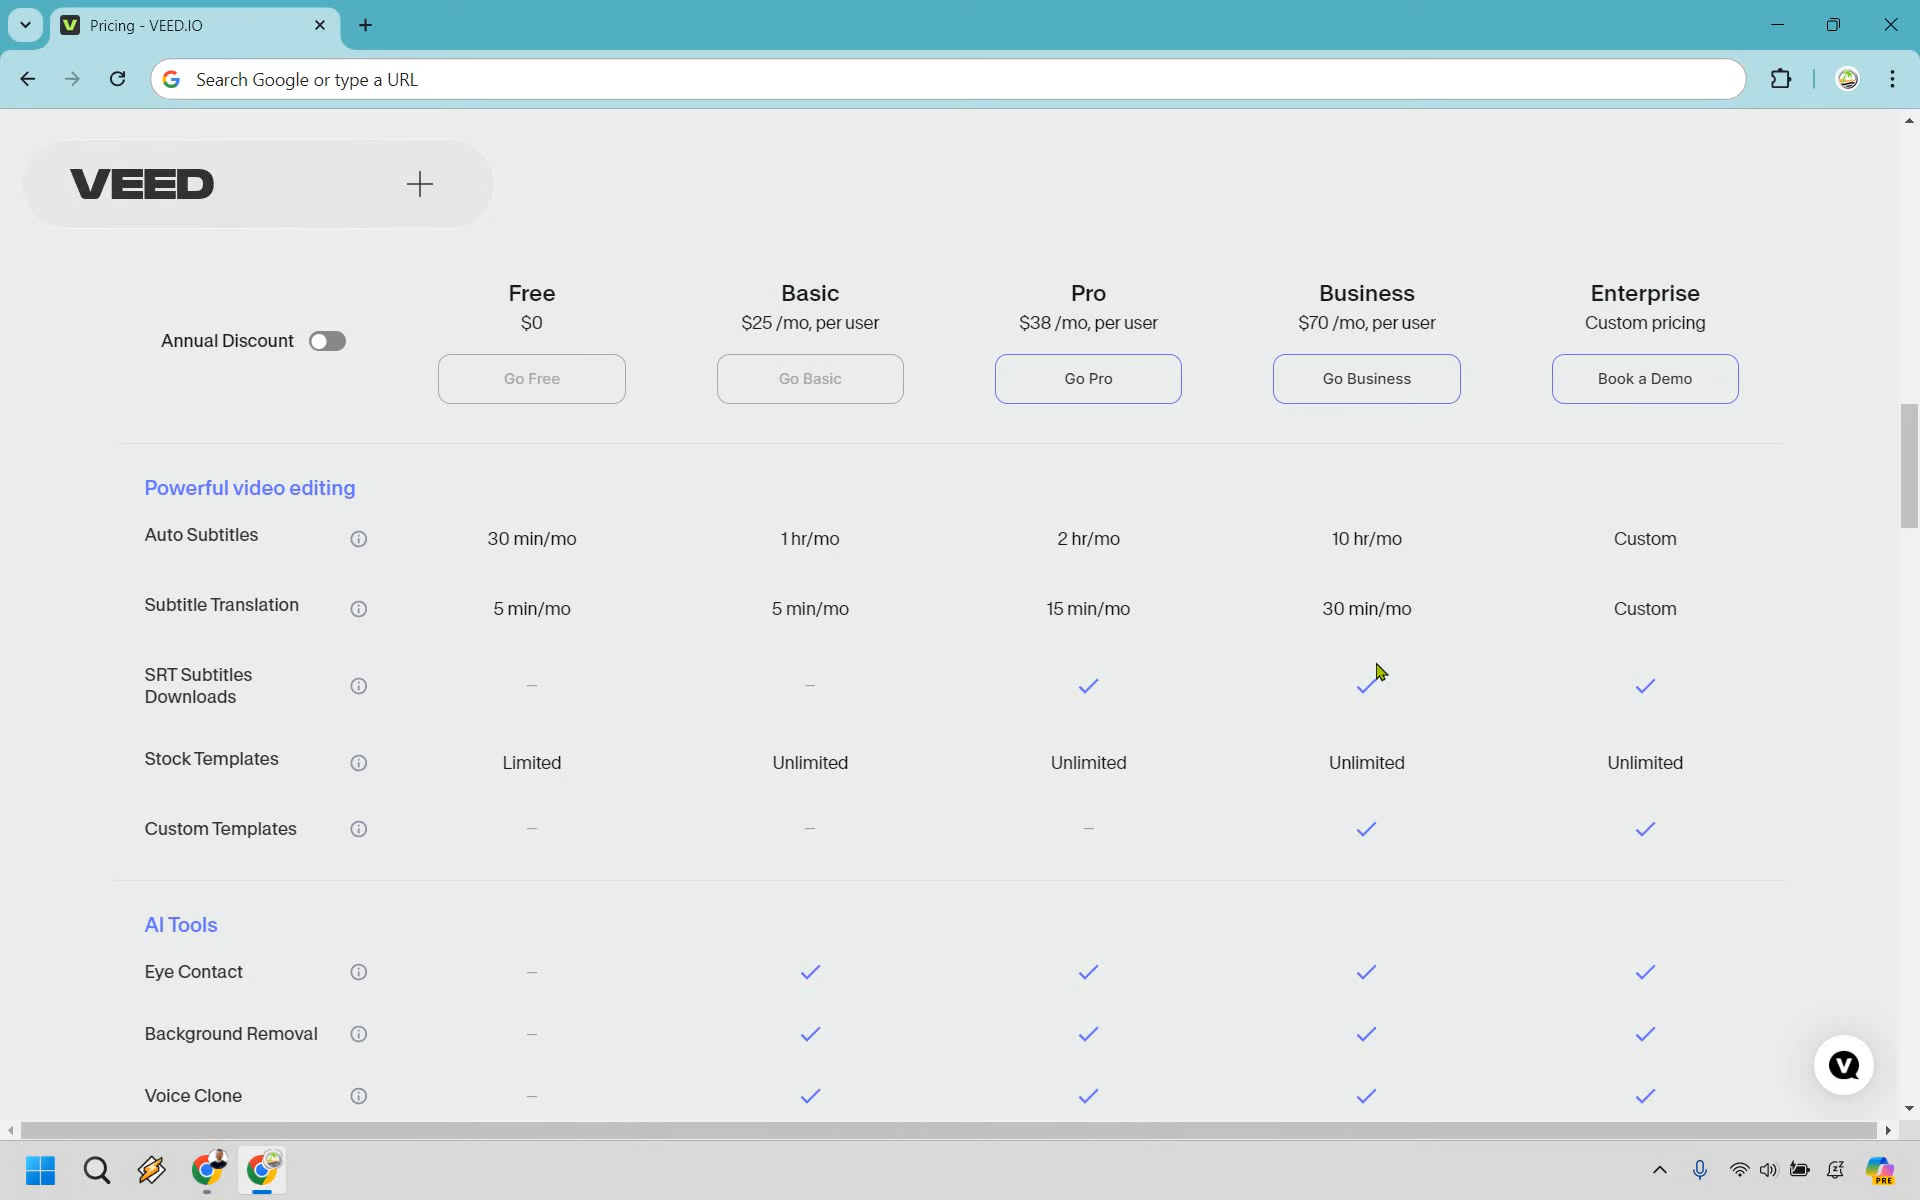 Pricing - VEED.IO
Search Google or type a URL
VEED
Free Basic Pro Business Enterprise
Annual Discount $0 $25 /mo, per user $38 /mo, per user $70 /mo, per user Custom pricing
Go Free Go Basic Go Pro Go Business Book a Demo
Powerful video editing
Auto Subtitles 30 min/mo 1 hr/mo 2 hr/mo 10 hr/mo Custom
Subtitle Translation 5 min/mo 5 min/mo 15 min/mo 30 min/mo Custom
SRT Subtitles
Downloads – –
Stock Templates Limited Unlimited Unlimited Unlimited Unlimited
Custom Templates – – –
AI Tools
Eye Contact –
Background Removal –
Voice Clone –
PRE